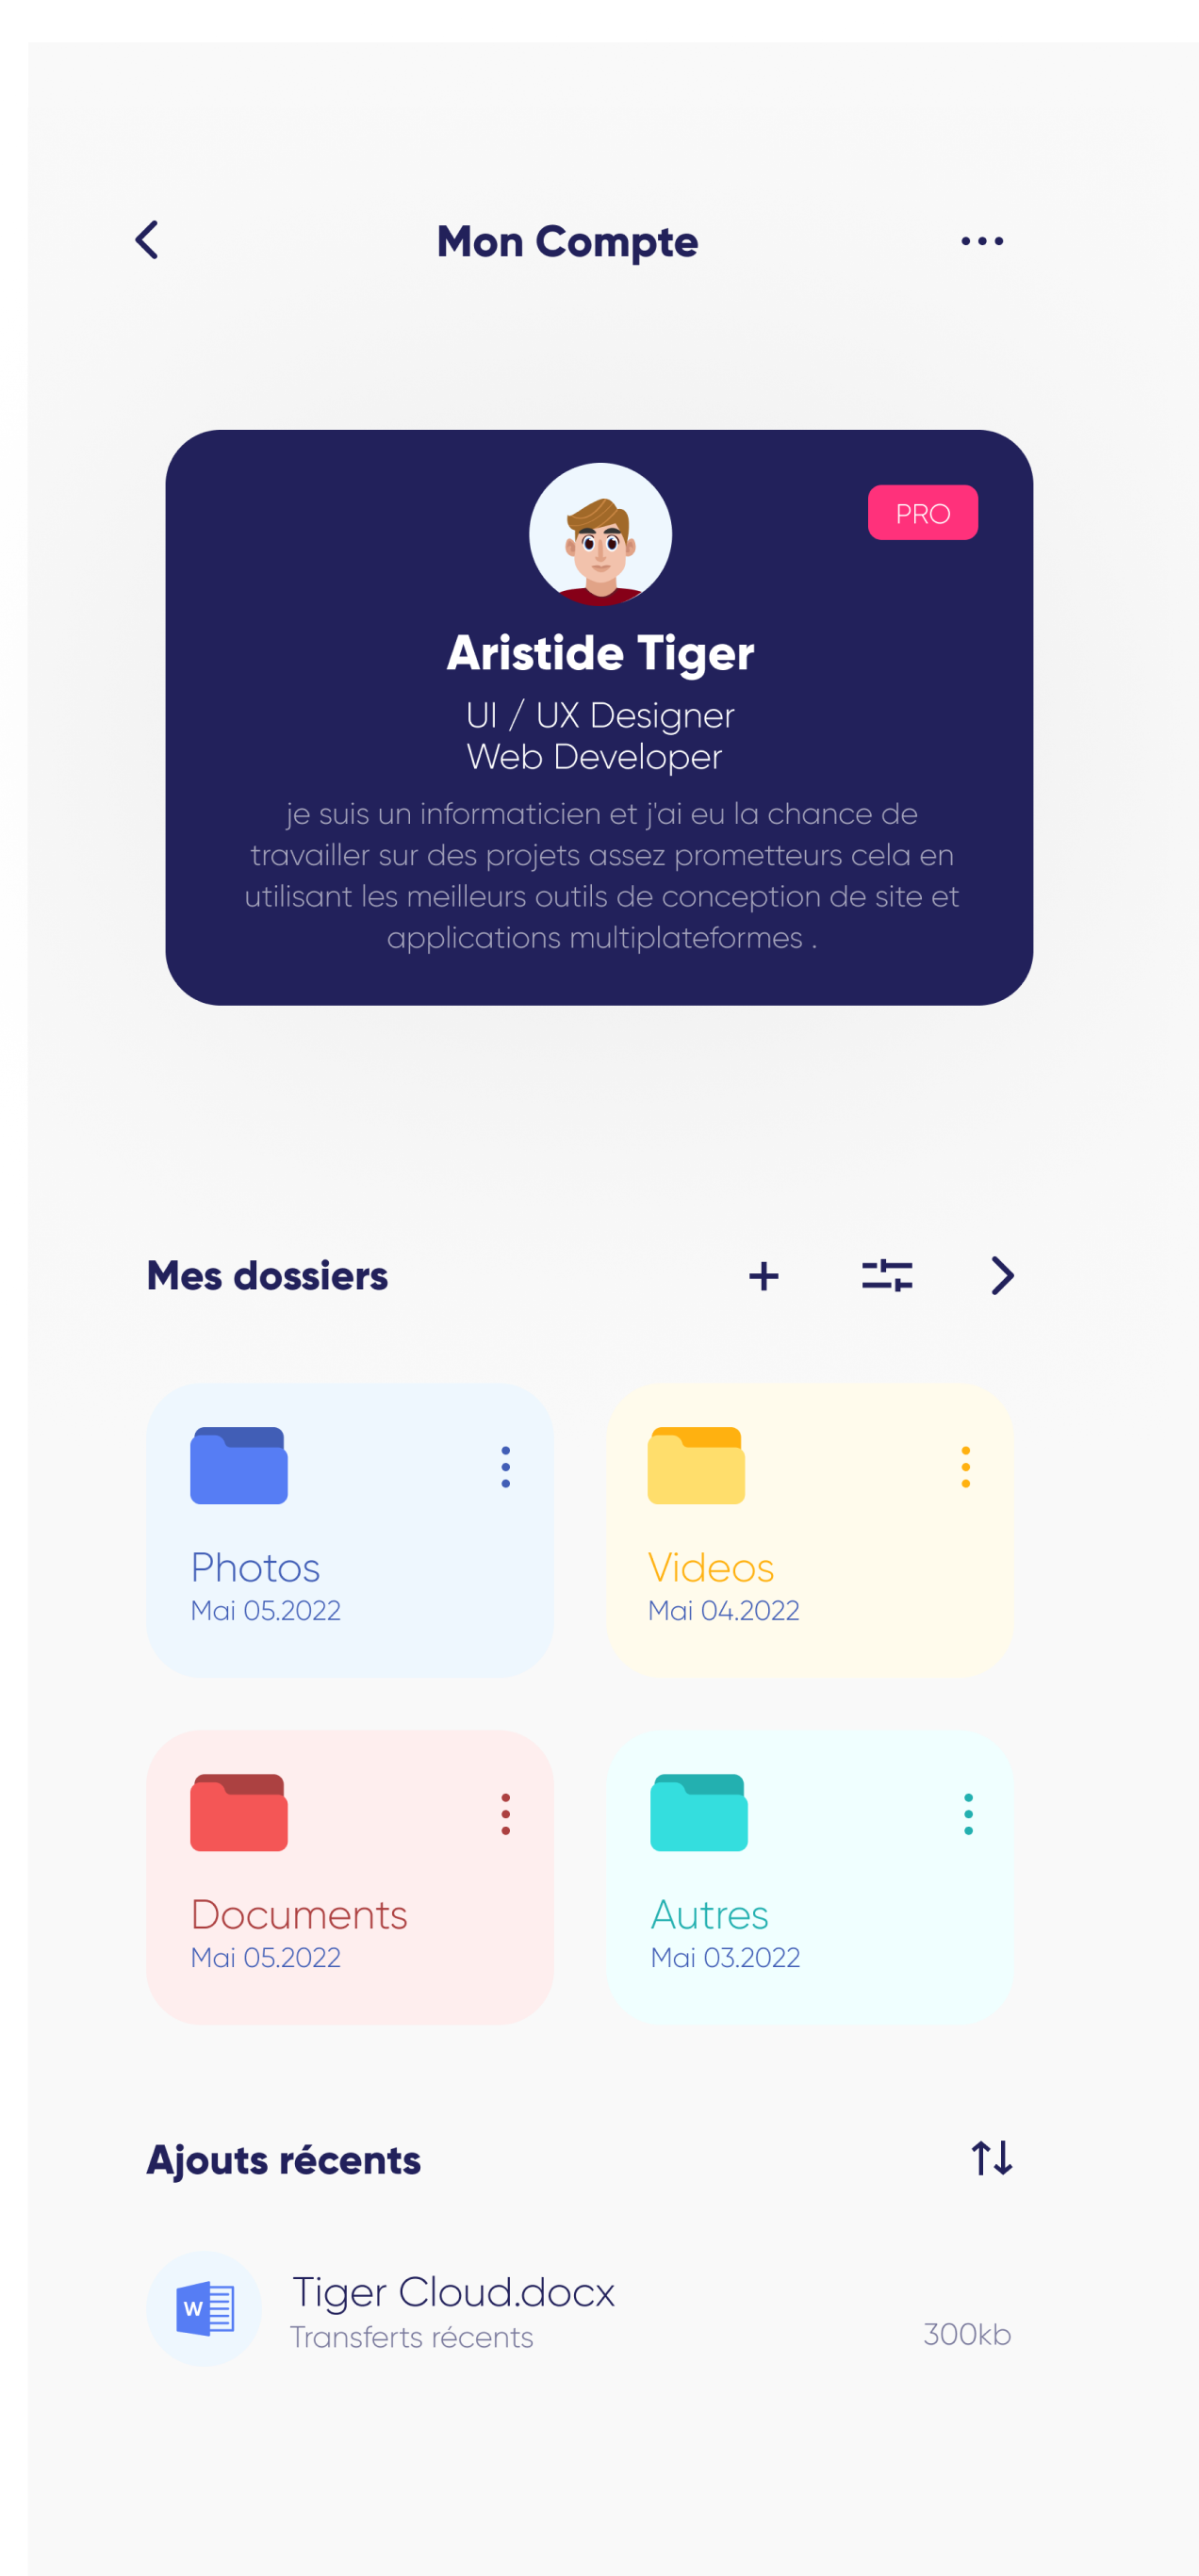 Mon Compte
PRO
Aristide Tiger
UI / UX Designer
Web Developer
je suis un informaticien et j'ai eu la chance de
travailler sur des projets assez prometteurs cela en
utilisant les meilleurs outils de conception de site et
applications multiplateformes .
Mes dossiers
Photos
Mai 05.2022
Videos
Mai 04.2022
Documents
Mai 05.2022
Autres
Mai 03.2022
Ajouts récents
W
Tiger Cloud.docx
Transferts récents
300kb